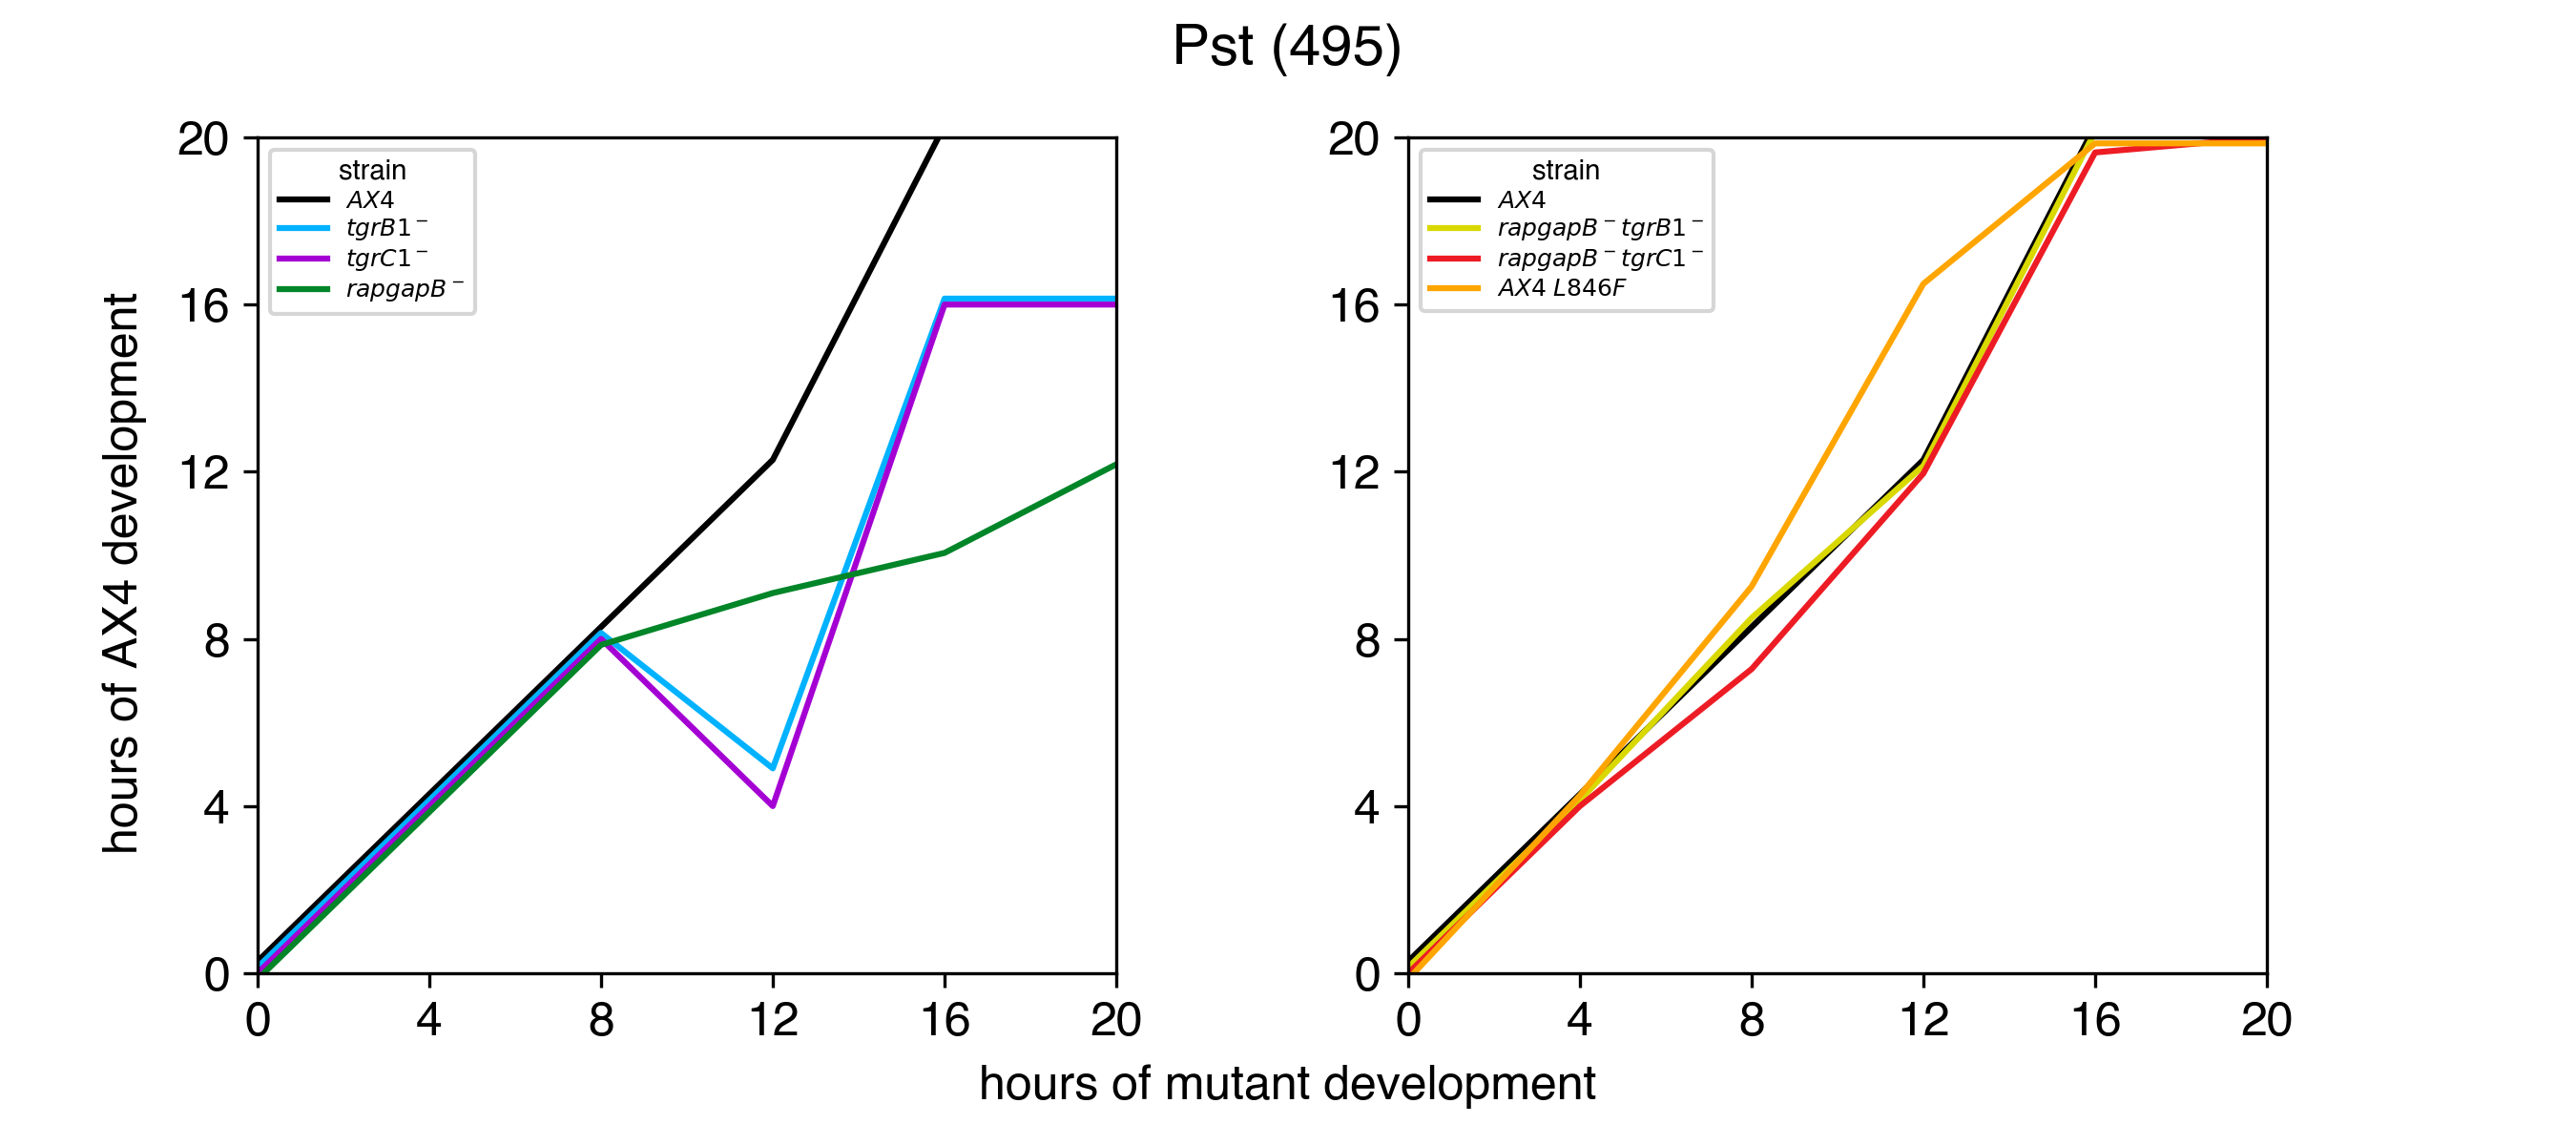 Pst (495)
hours of AX4 development
20
16
12
8
4
0
strain
AX4
tgrB1⁻
tgrC1⁻
rapgapB⁻
0 4 8 12 16 20
20
16
12
8
4
0
strain
AX4
rapgapB⁻tgrB1⁻
rapgapB⁻tgrC1⁻
AX4 L846F
0 4 8 12 16 20
hours of mutant development